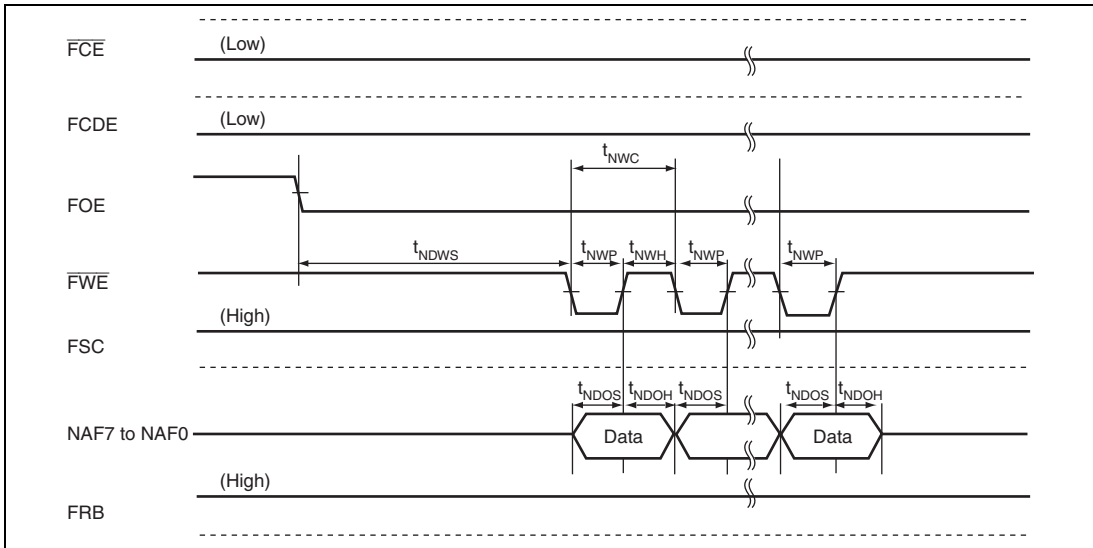 FCE
(Low)
FCDE
(Low)
tNWC
FOE
tNDWS
tNWP
tNWH
tNWP
tNWP
FWE
(High)
FSC
tNDOS
tNDOH
tNDOS
tNDOS
tNDOH
NAF7 to NAF0
Data
Data
(High)
FRB